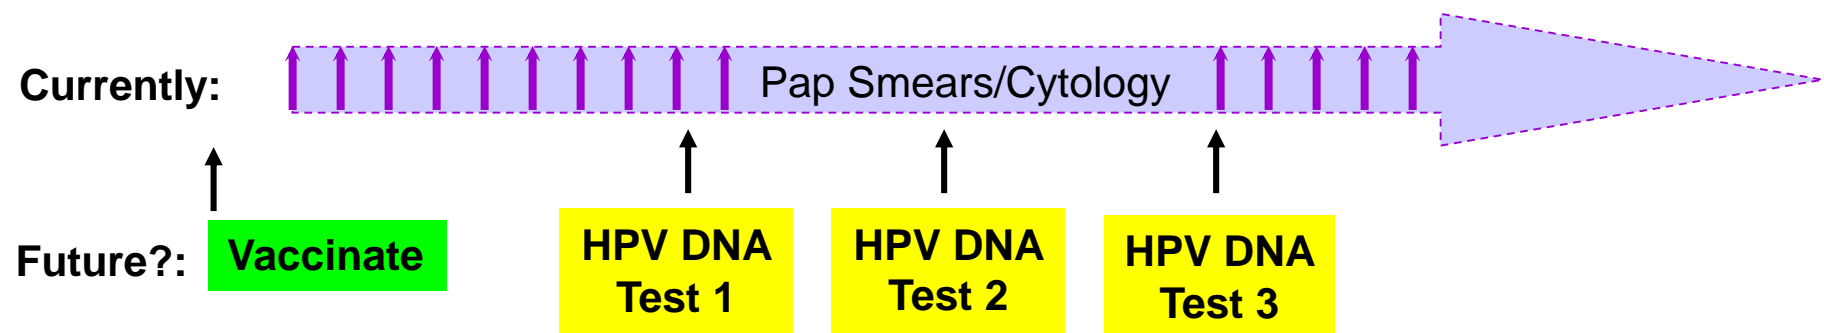 Currently:
Pap Smears/Cytology
Future?:
Vaccinate
HPV DNA
Test 1
HPV DNA
Test 2
HPV DNA
Test 3